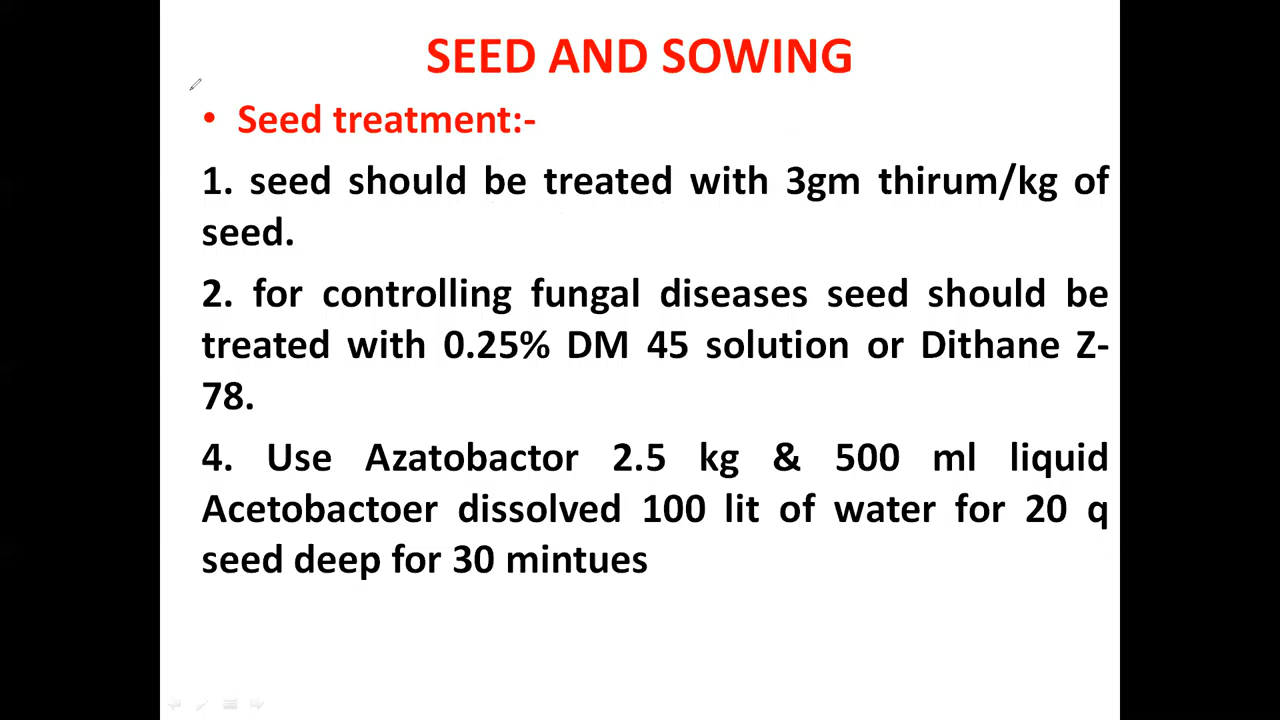 SEED AND SOWING
• Seed treatment:-
1. seed should be treated with 3gm thirum/kg of
seed.
2. for controlling fungal diseases seed should be
treated with 0.25% DM 45 solution or Dithane Z-
78.
4. Use Azatobactor 2.5 kg & 500 ml liquid
Acetobactoer dissolved 100 lit of water for 20 q
seed deep for 30 mintues